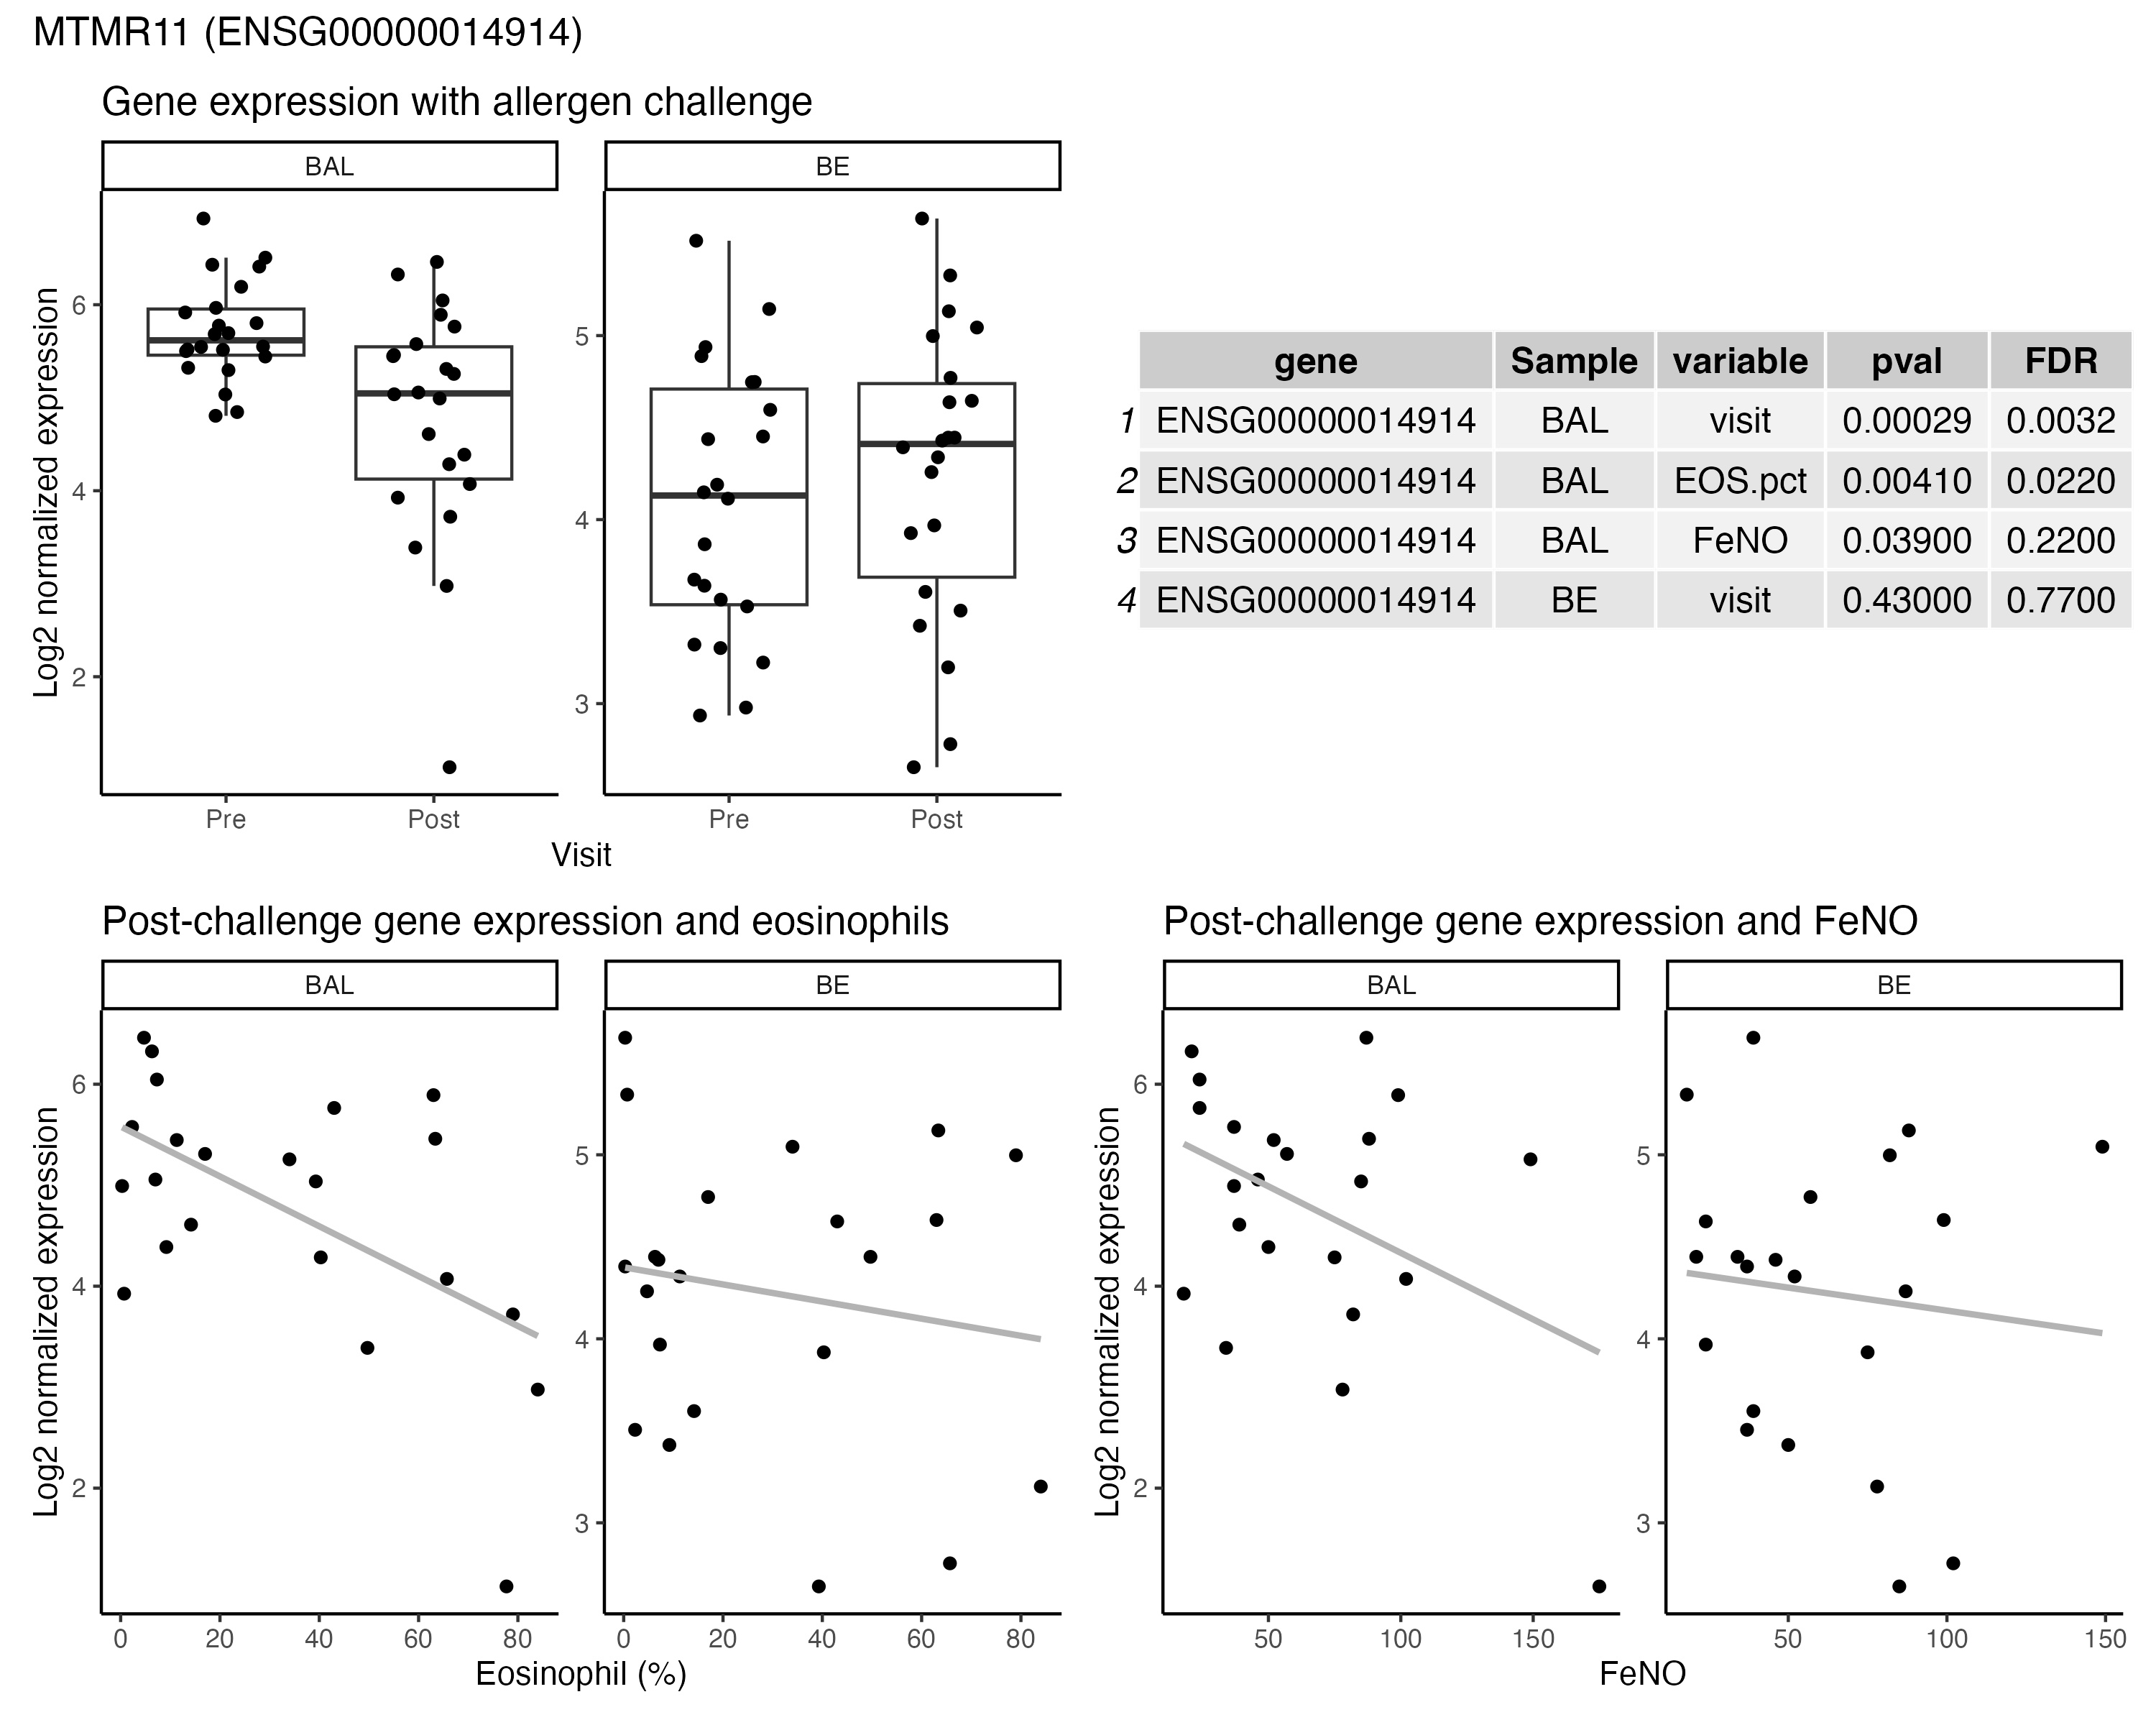 MTMR11 (ENSG00000014914)
Gene expression with allergen challenge
BAL
BE
Log2 normalized expression
6
4
2
5
4
3
Pre
Post
Pre
Post
Visit
gene Sample variable pval FDR
1 ENSG00000014914 BAL visit 0.00029 0.0032
2 ENSG00000014914 BAL EOS.pct 0.00410 0.0220
3 ENSG00000014914 BAL FeNO 0.03900 0.2200
4 ENSG00000014914 BE visit 0.43000 0.7700
Post-challenge gene expression and eosinophils
BAL
BE
Log2 normalized expression
6
4
2
5
4
3
0 20 40 60 80
0 20 40 60 80
Eosinophil (%)
Post-challenge gene expression and FeNO
BAL
BE
Log2 normalized expression
6
4
2
5
4
3
50 100 150
50 100 150
FeNO